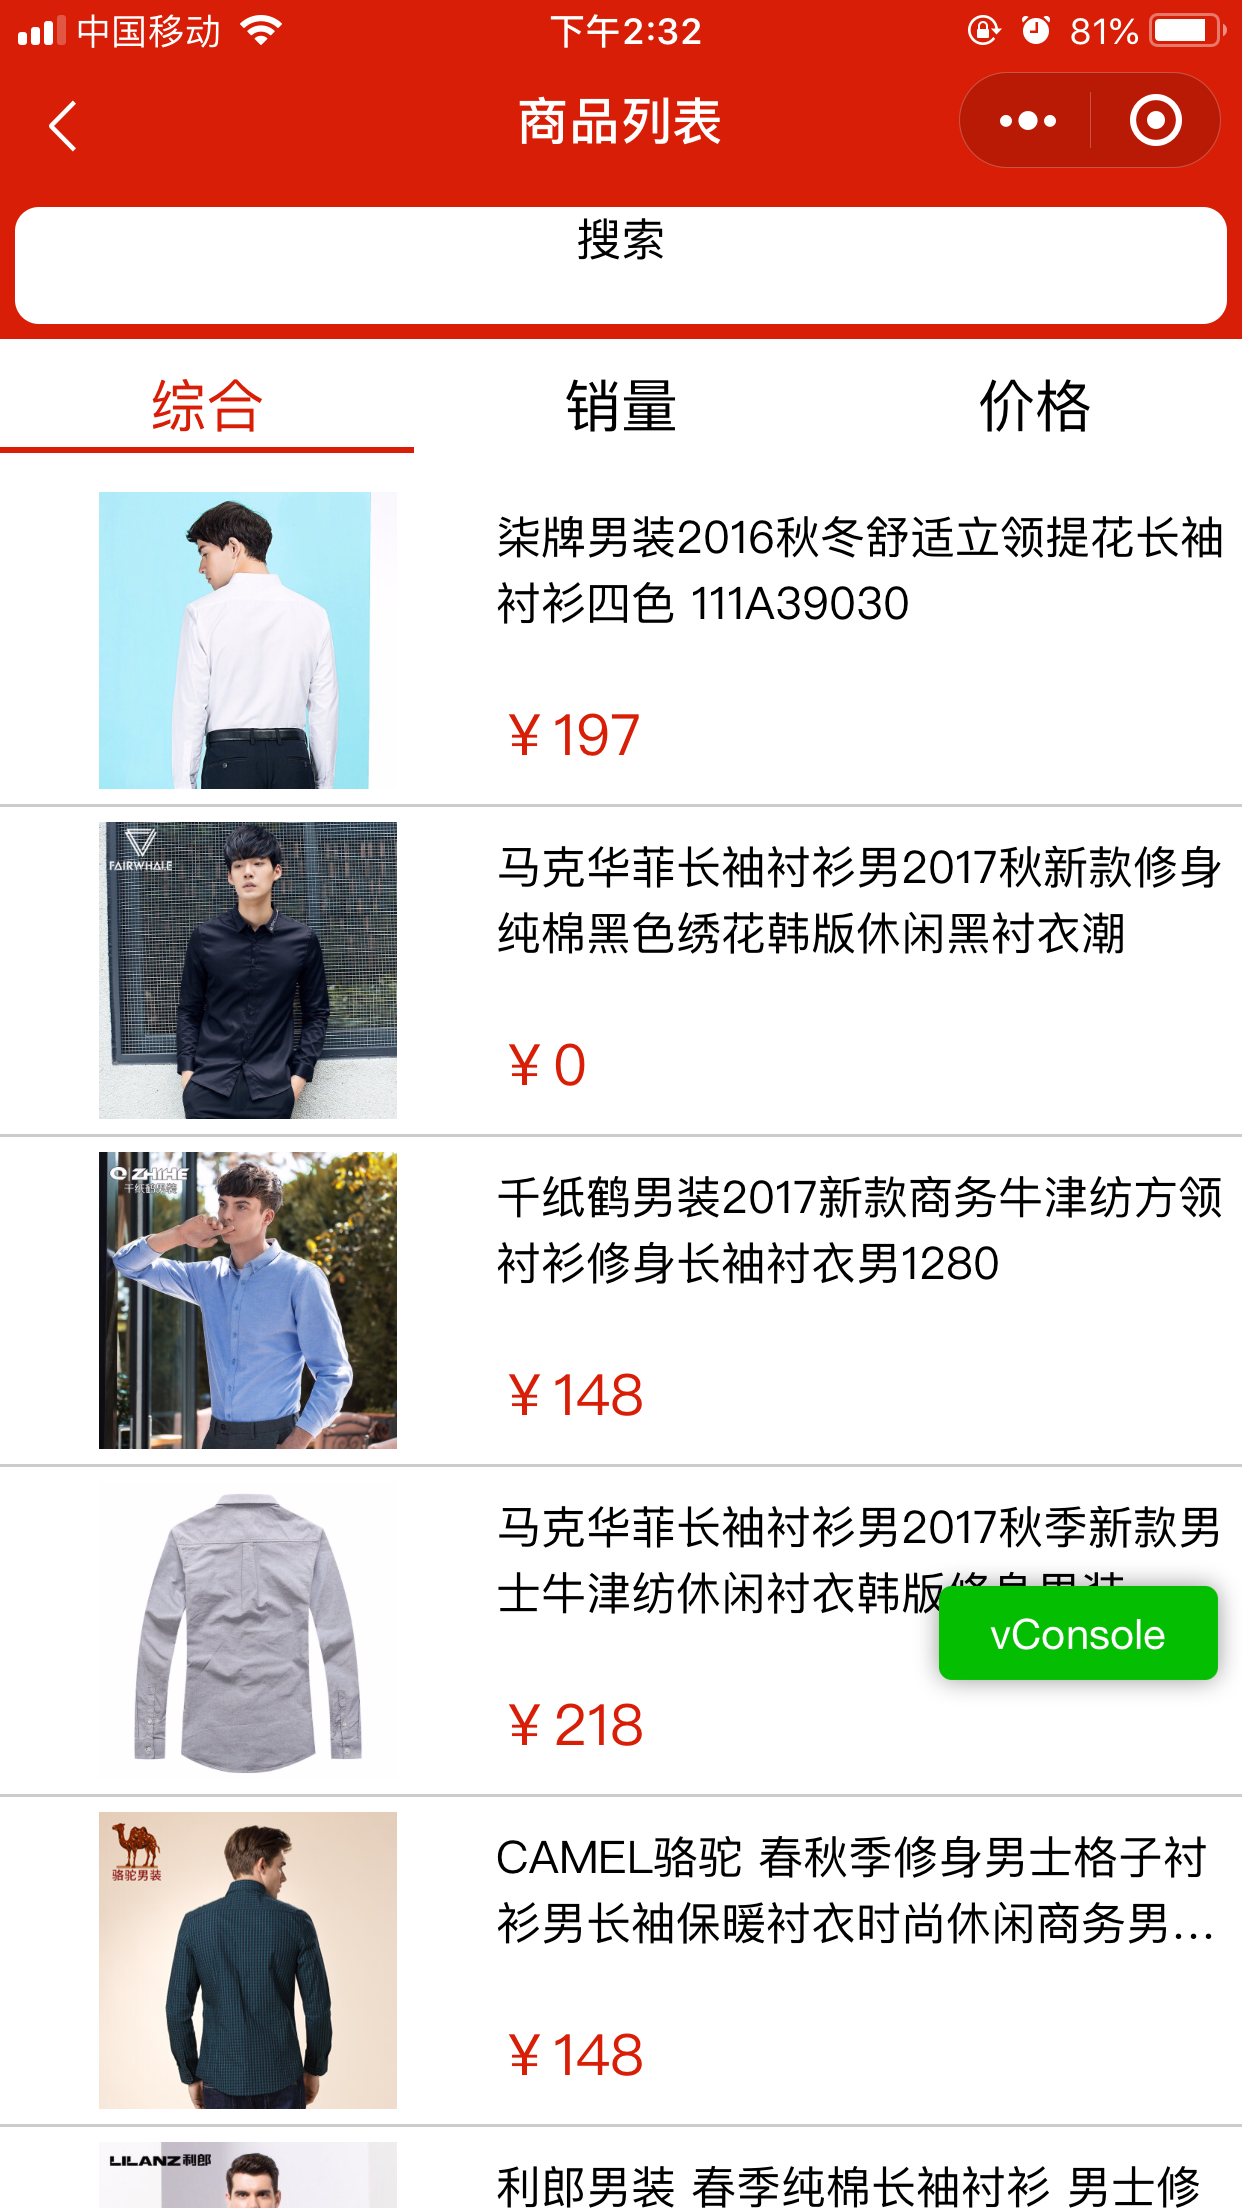 中国移动
下午2:32
81%
商品列表
搜索
综合
销量
价格
柒牌男装2016秋冬舒适立领提花长袖
衬衫四色 111A39030
¥ 197
FAIRWHALE
马克华菲长袖衬衫男2017秋新款修身
纯棉黑色绣花韩版休闲黑衬衣潮
¥ 0
ZHIHE
千纸鹤男装
千纸鹤男装2017新款商务牛津纺方领
衬衫修身长袖衬衣男1280
¥ 148
马克华菲长袖衬衫男2017秋季新款男
士牛津纺休闲衬衣韩版修身男装
vConsole
¥ 218
骆驼男装
CAMEL骆驼 春秋季修身男士格子衬
衫男长袖保暖衬衣时尚休闲商务男...
¥ 148
LILANZ利郎
利郎男装 春季纯棉长袖衬衫 男士修